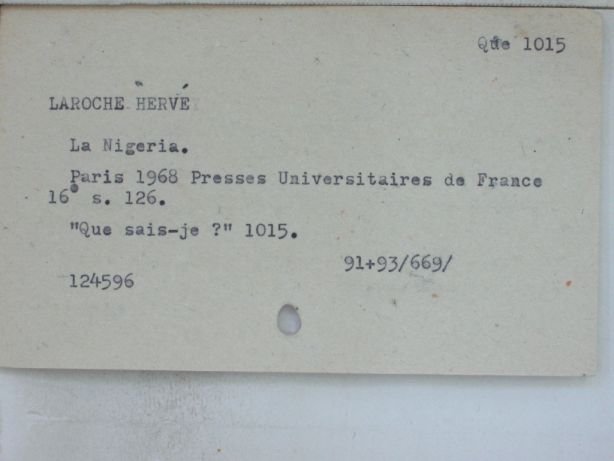 Que 1015
LAROCHE HERVÉ
La Nigeria.
Paris 1968 Presses Universitaires de France
16° s. 126.
"Que sais-je ?" 1015.
91+93/669/
124596